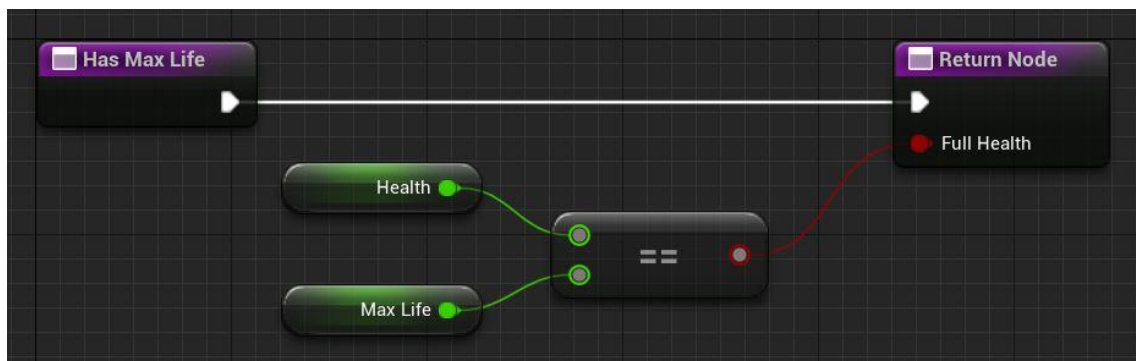 Has Max Life
Return Node
Full Health
Health
==
Max Life